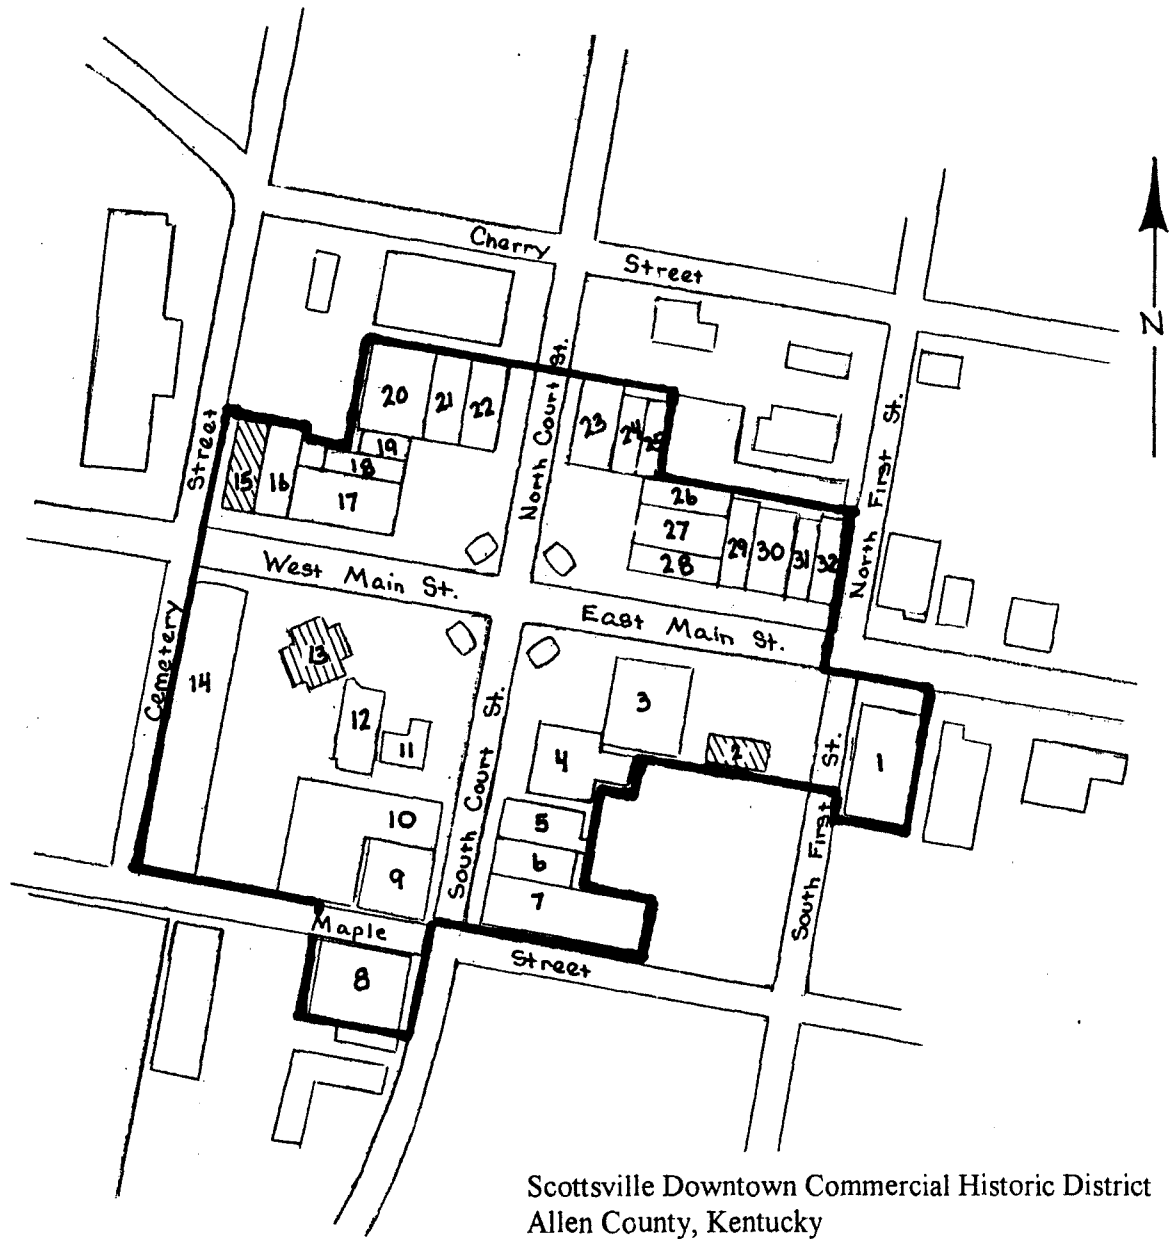 Cherry
Street
N
St.
North Court
20
21
22
23
24
25
19
18
17
16
15
Street
Cemetery
26
27
28
29
30
31
32
North First St.
West Main St.
East Main St.
13
14
12
11
10
9
South Court St.
3
4
2
1
5
6
7
South First St.
Maple
Street
8
Scottsville Downtown Commercial Historic District
Allen County, Kentucky